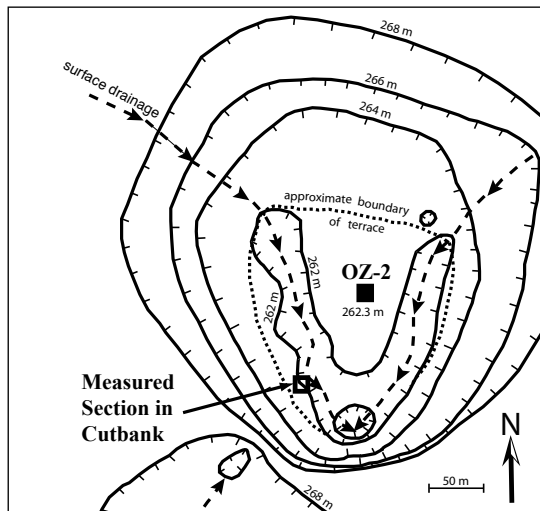 268 m
266 m
264 m
surface drainage
approximate boundary
of terrace
OZ-2
262 m
262 m
262.3 m
Measured
Section in
Cutbank
N
50 m
268 m